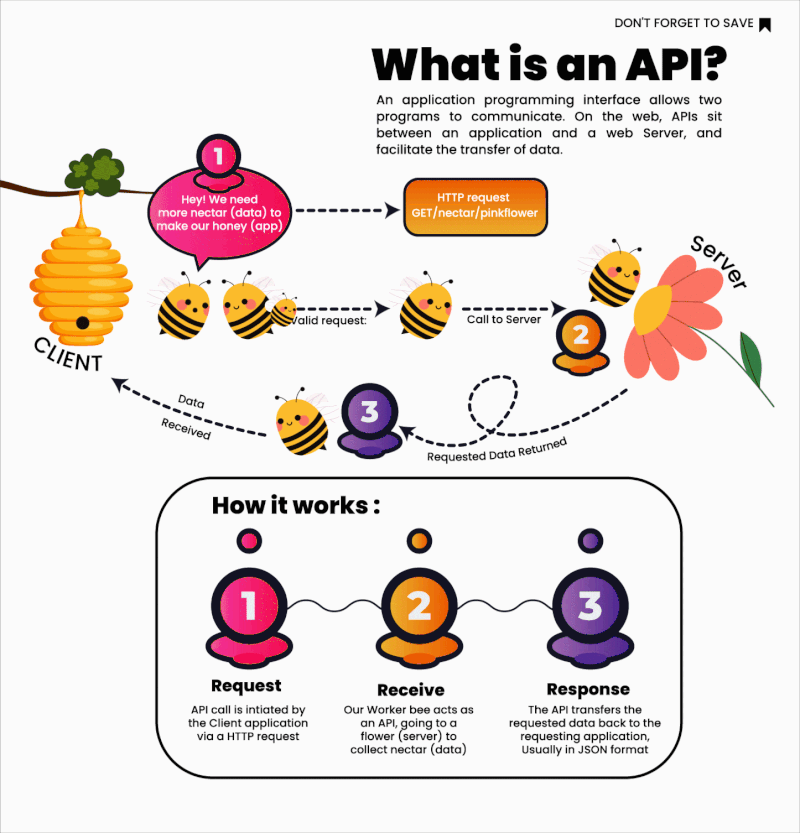 DON'T FORGET TO SAVE
What is an API?
An application programming interface allows two
programs to communicate. On the web, APIs sit
between an application and a web Server, and
facilitate the transfer of data.
1
Hey! We need
more nectar (data) to
make our honey (app)
HTTP request
GET/nectar/pinkflower
Server
CLIENT
Valid request:
Call to Server
2
Data
Received
3
Requested Data Returned
How it works :
1
2
3
Request
API call is intiated by
the Client application
via a HTTP request
Receive
Our Worker bee acts as
an API, going to a
flower (server) to
collect nectar (data)
Response
The API transfers the
requested data back to the
requesting application,
Usually in JSON format